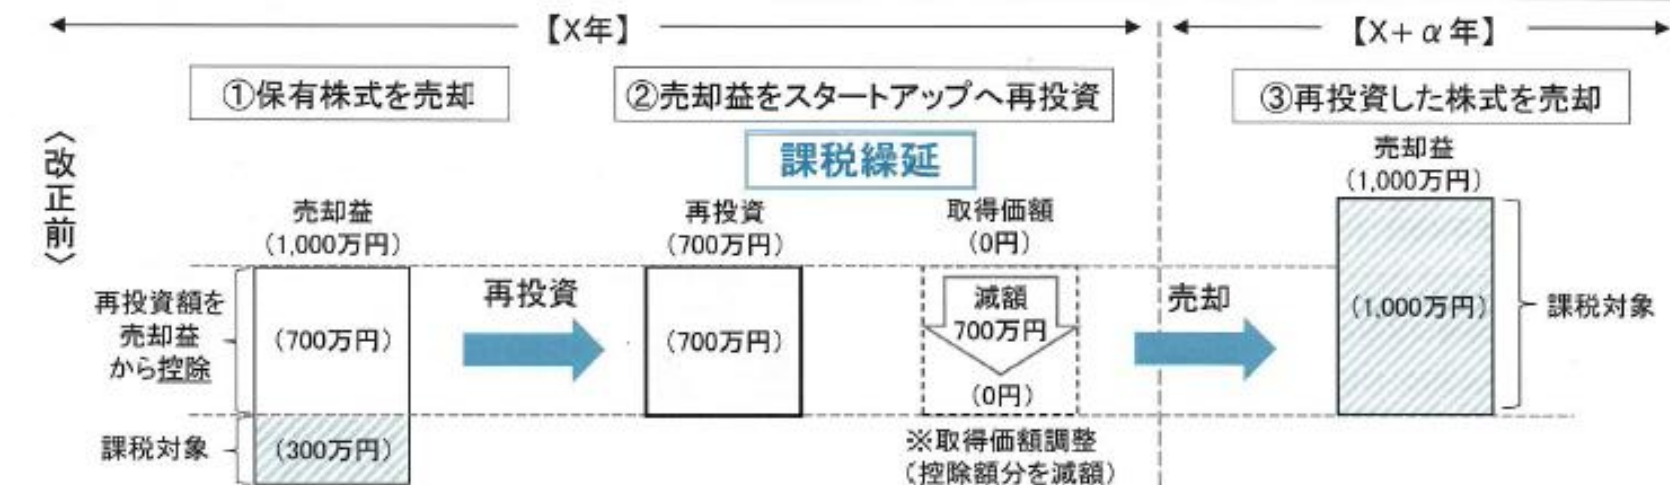 【X年】
【X+α年】
〈改正前〉
①保有株式を売却
②売却益をスタートアップへ再投資
③再投資した株式を売却
課税繰延
売却益
(1,000万円)
再投資額を
売却益
から控除
(700万円)
課税対象
(300万円)
再投資
再投資
(700万円)
(700万円)
取得価額
(0円)
減額
700万円
(0円)
※取得価額調整
(控除額分を減額)
売却
売却益
(1,000万円)
(1,000万円)
課税対象